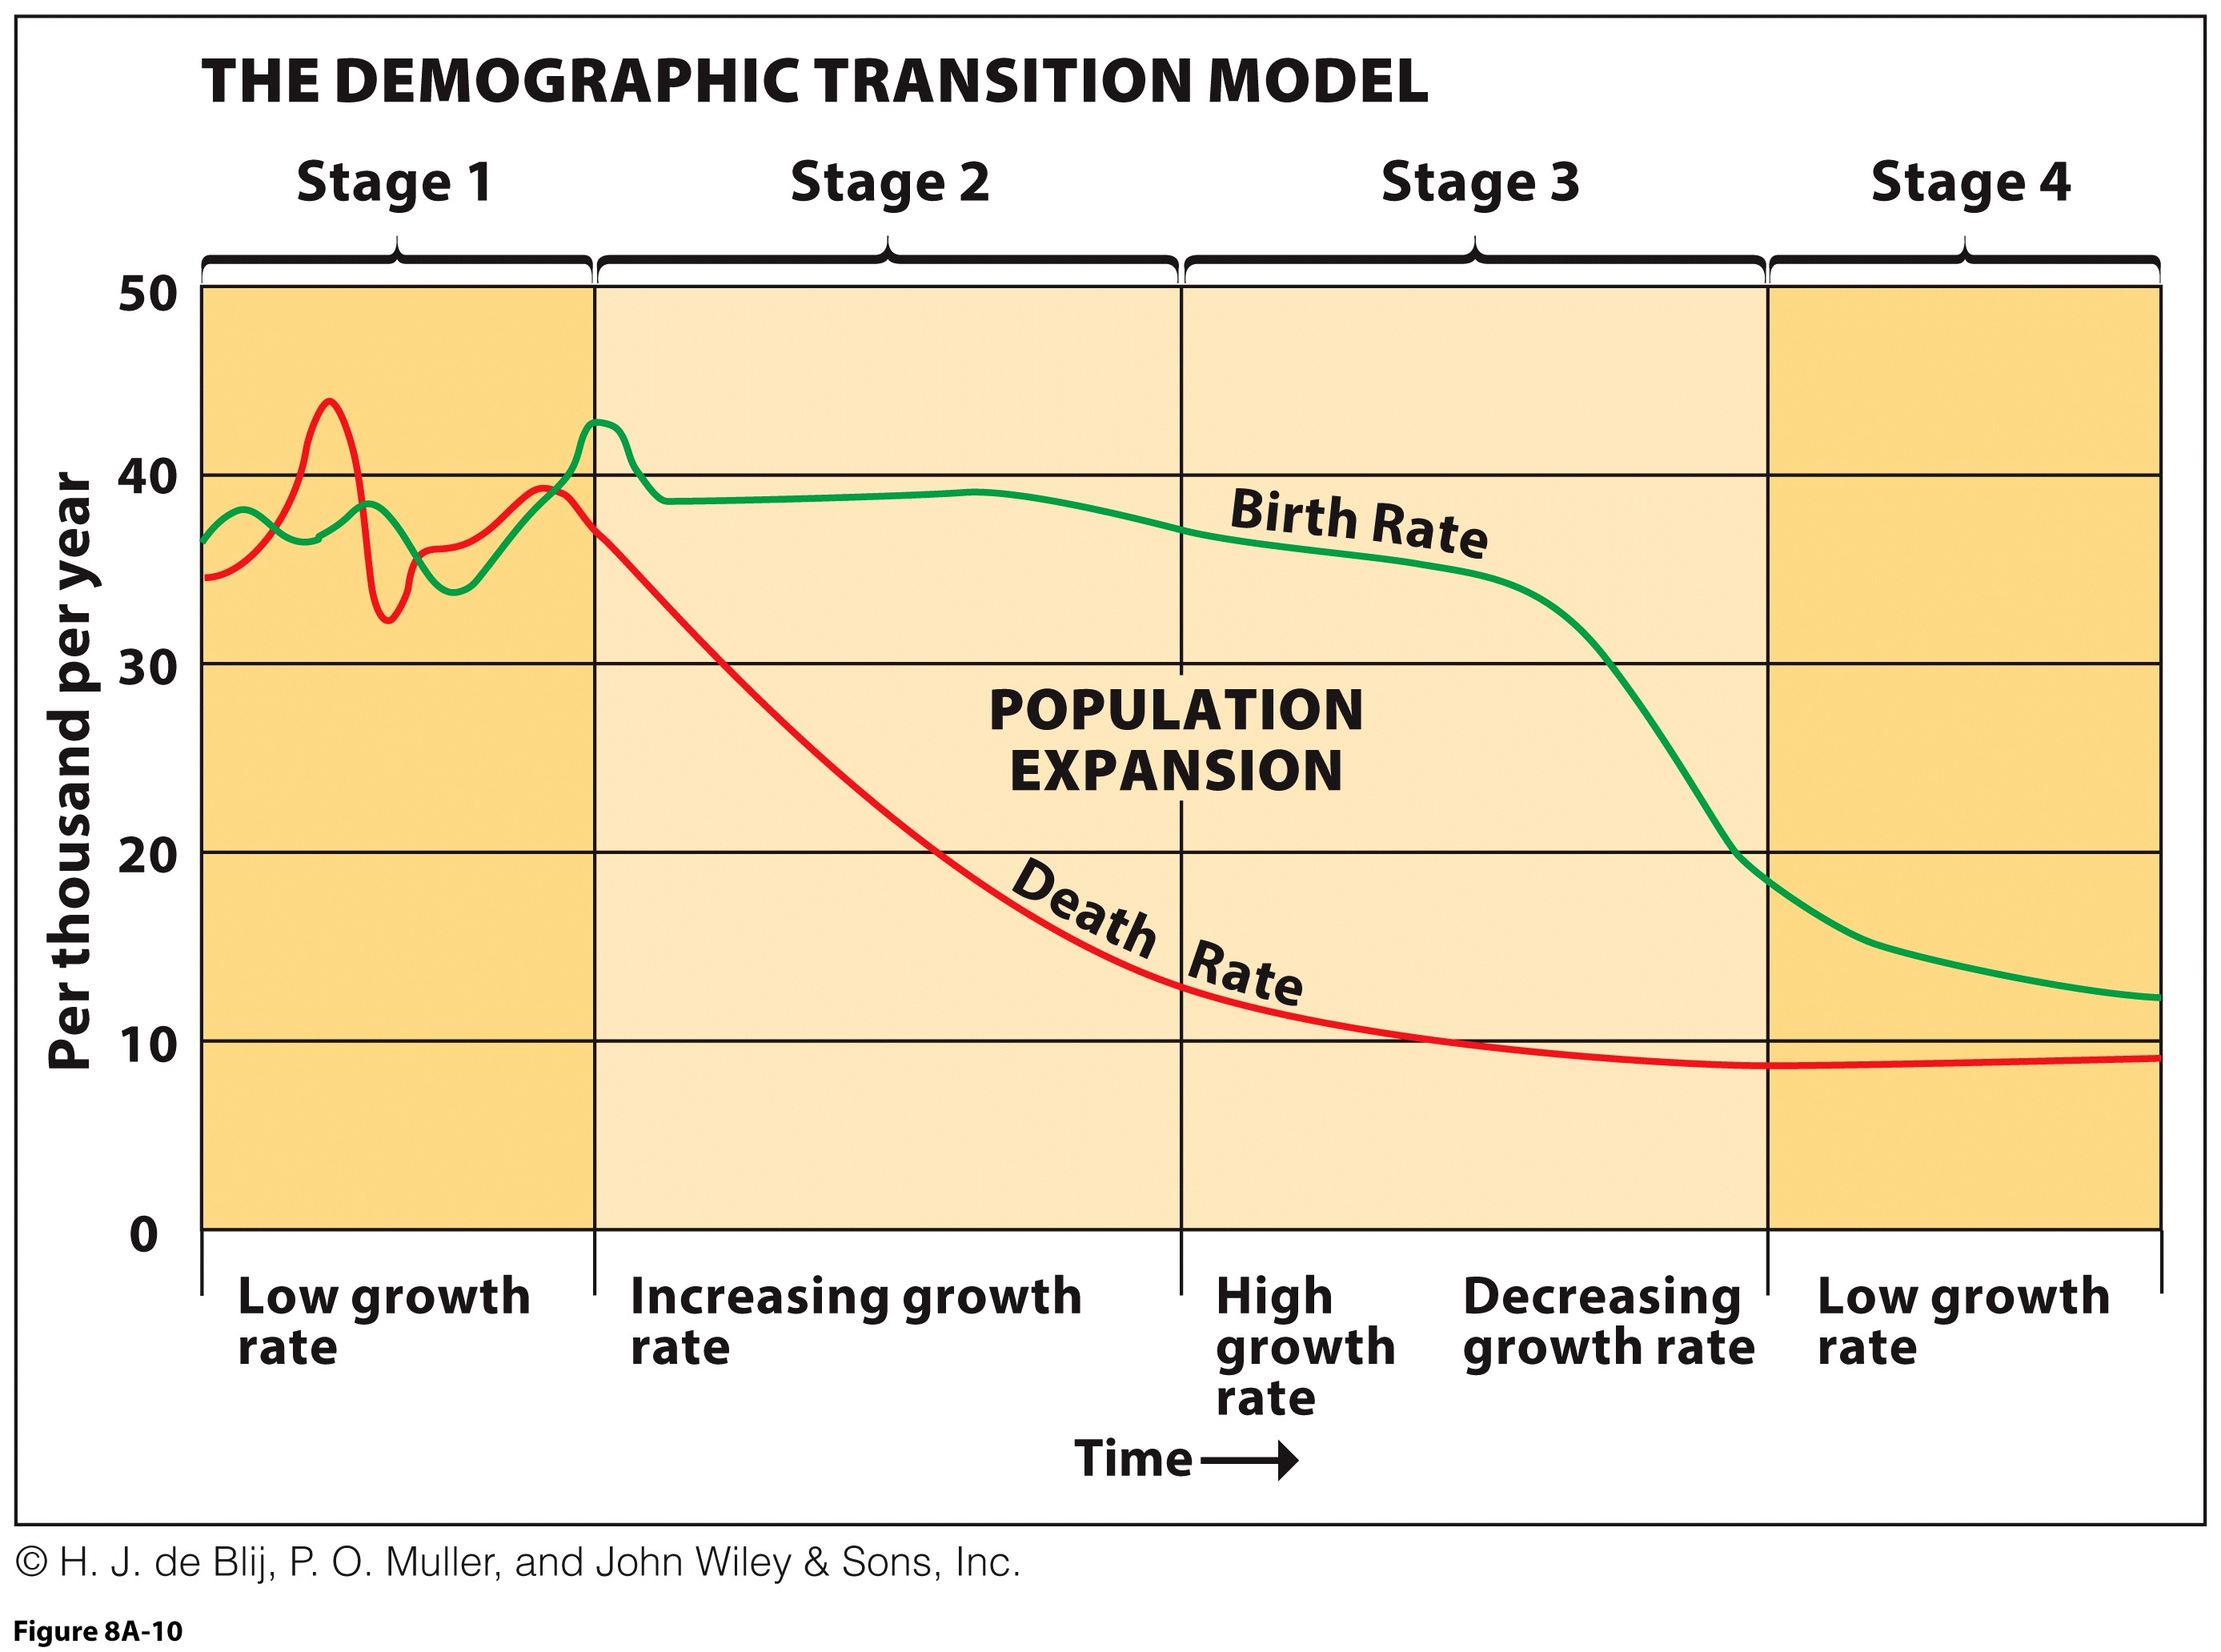 THE DEMOGRAPHIC TRANSITION MODEL
Stage 1
Stage 2
Stage 3
Stage 4
Per thousand per year
50
40
30
20
10
0
Birth Rate
POPULATION
EXPANSION
Death Rate
Low growth
rate
Increasing growth
rate
High
growth
rate
Decreasing
growth rate
Low growth
rate
Time
© H. J. de Blij, P. O. Muller, and John Wiley & Sons, Inc.
Figure 8A-10